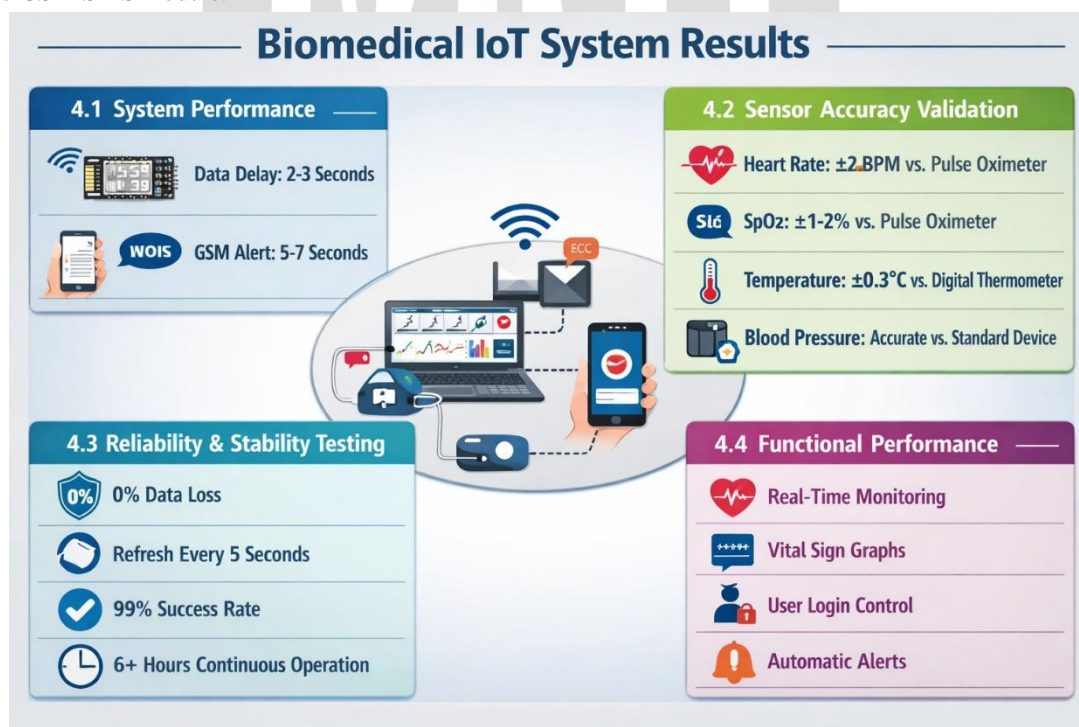 Biomedical IoT System Results
4.1 System Performance
Data Delay: 2-3 Seconds
WOIS
GSM Alert: 5-7 Seconds
4.2 Sensor Accuracy Validation
Heart Rate: ±2 BPM vs. Pulse Oximeter
Slć
SpO2: ±1-2% vs. Pulse Oximeter
Temperature: ±0.3°C vs. Digital Thermometer
Blood Pressure: Accurate vs. Standard Device
ECC
4.3 Reliability & Stability Testing
0%
0% Data Loss
Refresh Every 5 Seconds
99% Success Rate
6+ Hours Continuous Operation
4.4 Functional Performance
Real-Time Monitoring
Vital Sign Graphs
User Login Control
Automatic Alerts